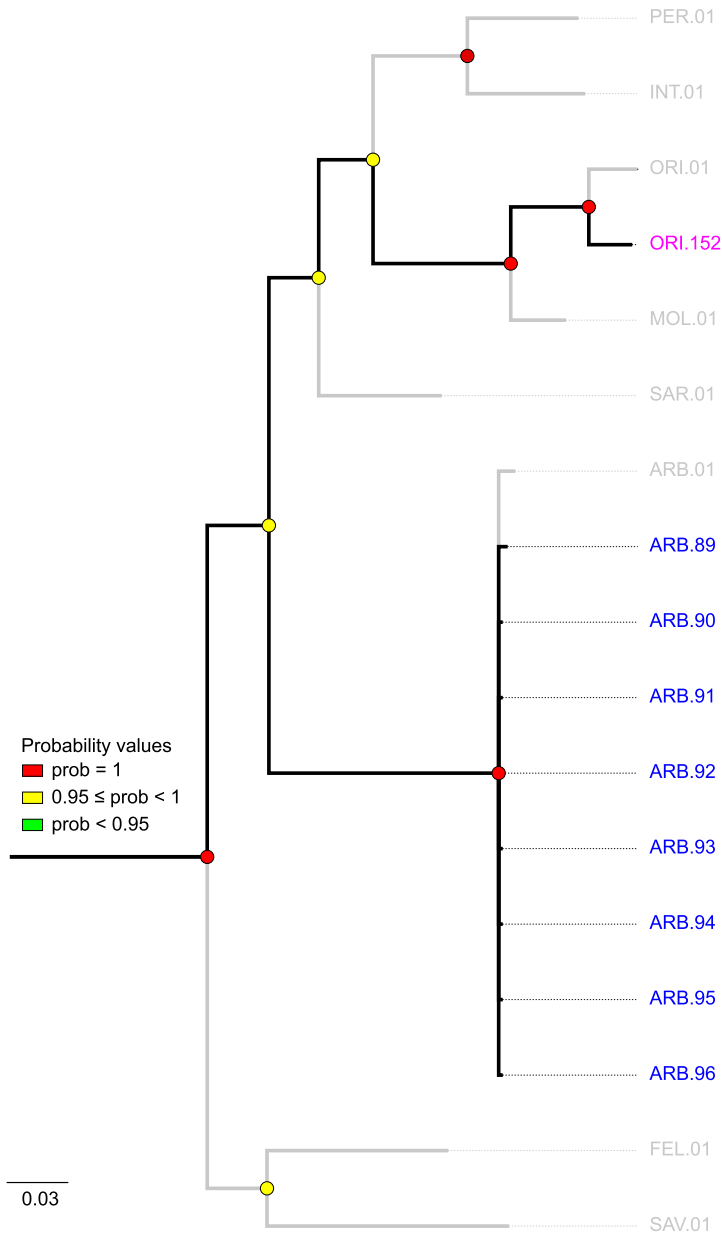 PER.01
INT.01
ORI.01
ORI.152
MOL.01
SAR.01
ARB.01
ARB.89
ARB.90
ARB.91
ARB.92
ARB.93
ARB.94
ARB.95
ARB.96
FEL.01
SAV.01
Probability values
prob = 1
0.95 ≤ prob < 1
prob < 0.95
0.03